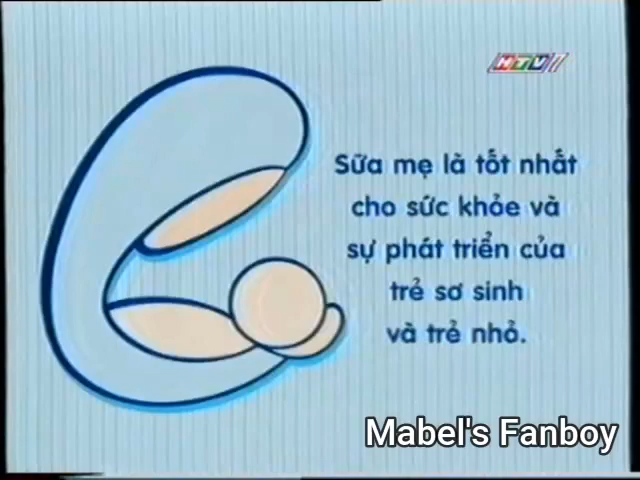 HTV7
Sữa mẹ là tốt nhất
cho sức khỏe và
sự phát triển của
trẻ sơ sinh
và trẻ nhỏ.
Mabel's Fanboy